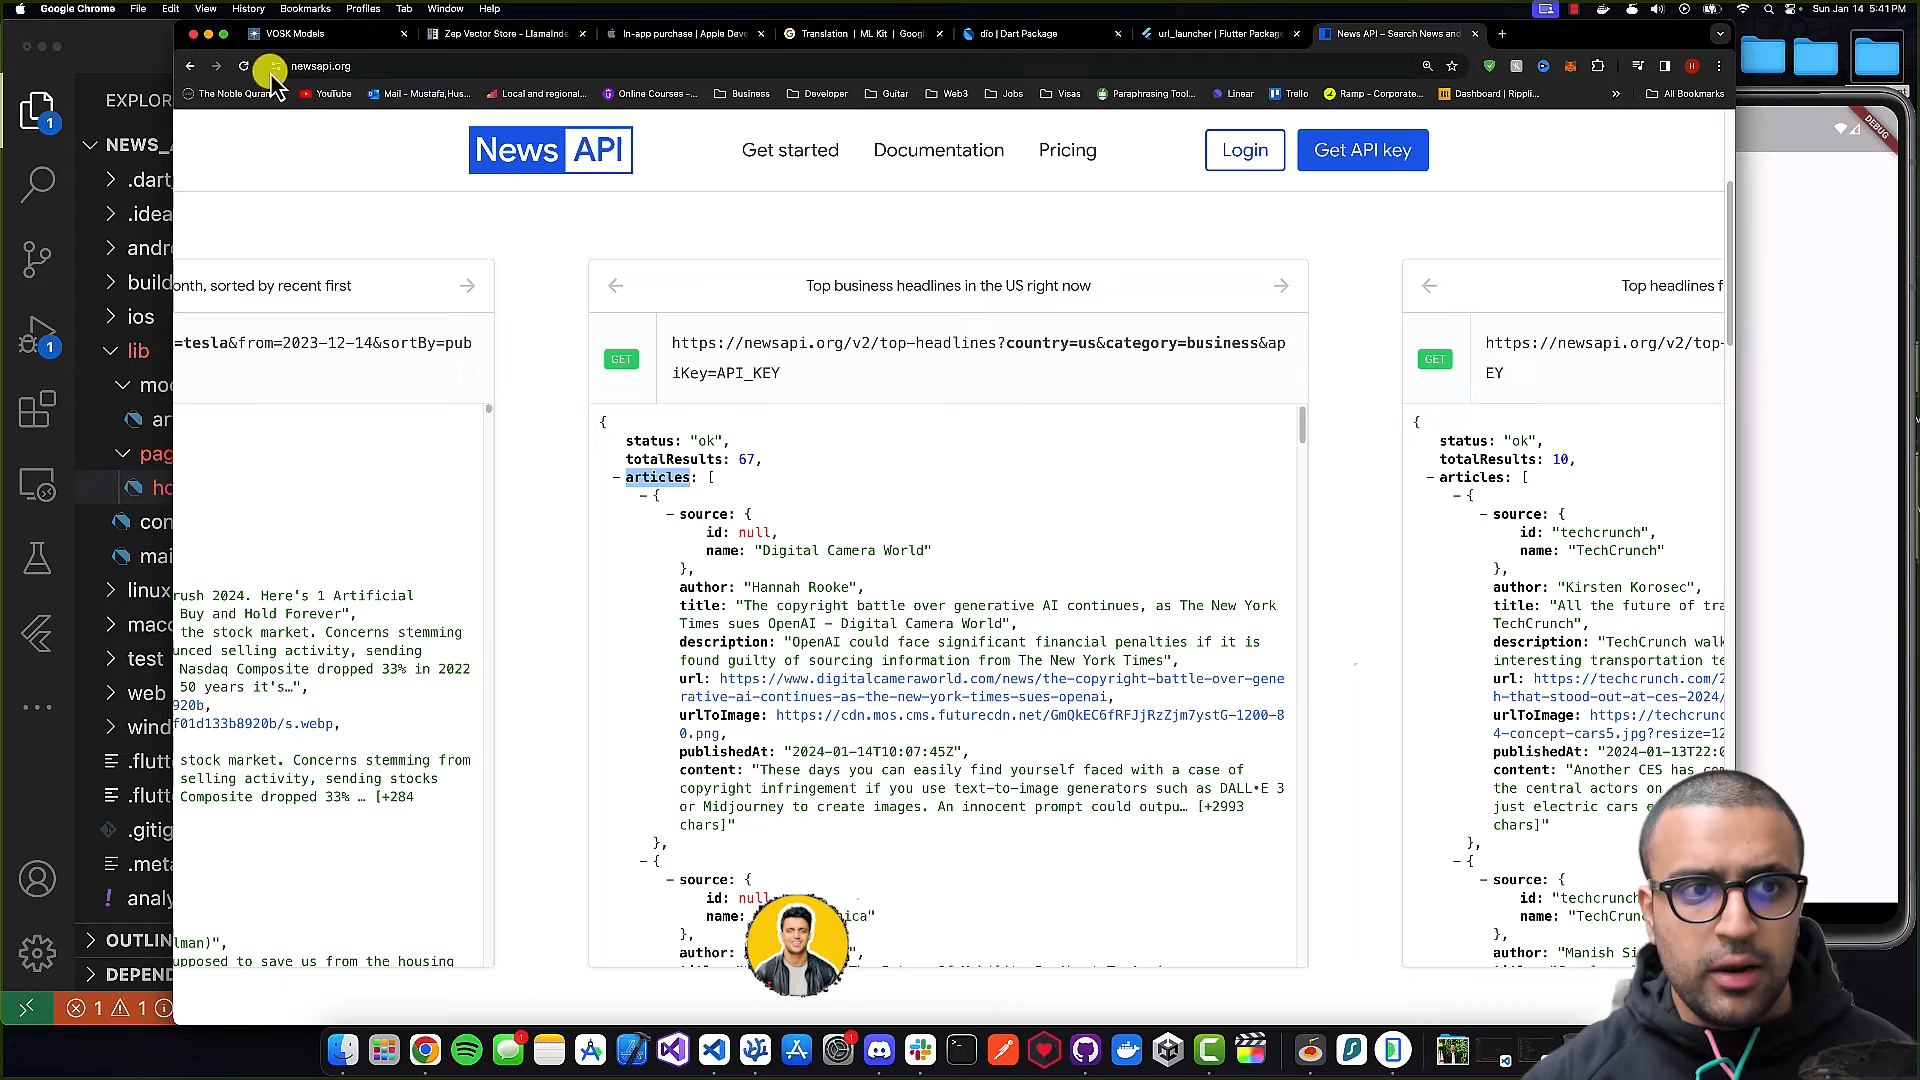 Google Chrome File Edit View History Bookmarks Profiles Tab Window Help
Sun Jan 14 5:41 PM
VOSK Models
Zep Vector Store - LlamaInde
In-app purchase | Apple Deve
Translation | ML Kit | Googl
dio | Dart Package
url_launcher | Flutter Package
News API – Search News and
newsapi.org
The Noble Quran
YouTube
Mail - Mustafa,Hus...
Local and regional...
Online Courses -...
Business
Developer
Guitar
Web3
Jobs
Visas
Paraphrasing Tool...
Linear
Trello
Ramp - Corporate...
Dashboard | Rippli...
All Bookmarks
DEBUG
EXPLOR
NEWS_A
.dart_
.idea
andro
build
ios
lib
mod
ar
pag
ho
con
mai
linux
maco
test
web
wind
.flutt
.flutt
.gitig
.meta
analy
OUTLIN
DEPEND
1 1
1
1
News API
Get started
Documentation
Pricing
Login
Get API key
onth, sorted by recent first
=tesla&from=2023-12-14&sortBy=pub
rush 2024. Here's 1 Artificial
Buy and Hold Forever",
the stock market. Concerns stemming
unced selling activity, sending
Nasdaq Composite dropped 33% in 2022
50 years it's…",
920b,
f01d133b8920b/s.webp,
stock market. Concerns stemming from
selling activity, sending stocks
Composite dropped 33% … [+284
lman)",
upposed to save us from the housing
Top business headlines in the US right now
GET
https://newsapi.org/v2/top-headlines?country=us&category=business&ap
iKey=API_KEY
{
status: "ok",
totalResults: 67,
– articles: [
– {
– source: {
id: null,
name: "Digital Camera World"
},
author: "Hannah Rooke",
title: "The copyright battle over generative AI continues, as The New York
Times sues OpenAI – Digital Camera World",
description: "OpenAI could face significant financial penalties if it is
found guilty of sourcing information from The New York Times",
url: https://www.digitalcameraworld.com/news/the-copyright-battle-over-gene
rative-ai-continues-as-the-new-york-times-sues-openai,
urlToImage: https://cdn.mos.cms.futurecdn.net/GmQkEC6fRFJjRzZjm7ystG-1200-8
0.png,
publishedAt: "2024-01-14T10:07:45Z",
content: "These days you can easily find yourself faced with a case of
copyright infringement if you use text-to-image generators such as DALL•E 3
or Midjourney to create images. An innocent prompt could outpu… [+2993
chars]"
},
– {
– source: {
id: null,
name: ica"
},
author:
Top headlines f
GET
https://newsapi.org/v2/top-
EY
{
status: "ok",
totalResults: 10,
– articles: [
– {
– source: {
id: "techcrunch",
name: "TechCrunch"
},
author: "Kirsten Korosec",
title: "All the future of tra
TechCrunch",
description: "TechCrunch walk
interesting transportation te
url: https://techcrunch.com/2
h-that-stood-out-at-ces-2024/
urlToImage: https://techcrunc
4-concept-cars5.jpg?resize=12
publishedAt: "2024-01-13T22:0
content: "Another CES has co
the central actors on
just electric cars e
chars]"
},
– {
– source: {
id: "techcrun
name: "TechCrun
},
author: "Manish Si